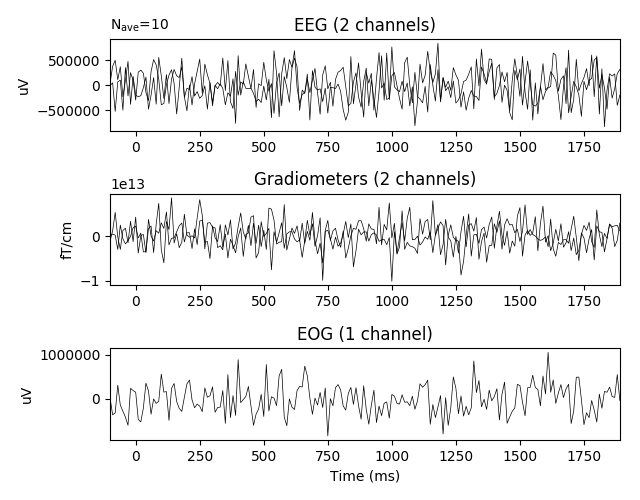 N_ave=10
EEG (2 channels)
uV
500000
0
−500000
0 250 500 750 1000 1250 1500 1750
1e13
Gradiometers (2 channels)
fT/cm
0
−1
0 250 500 750 1000 1250 1500 1750
EOG (1 channel)
uV
1000000
0
0 250 500 750 1000 1250 1500 1750
Time (ms)